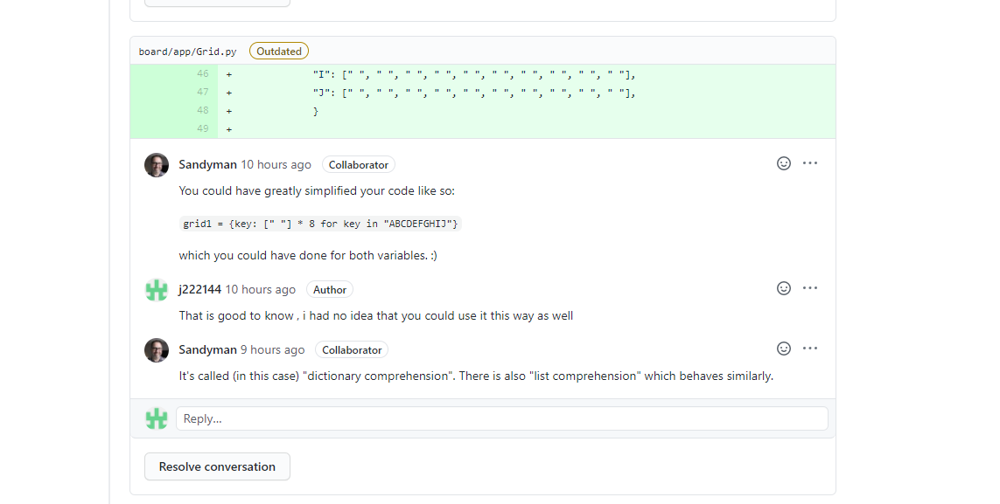 board/app/Grid.py Outdated
46 + "I": [" ", " ", " ", " ", " ", " ", " ", " ", " ", " "],
47 + "J": [" ", " ", " ", " ", " ", " ", " ", " ", " ", " "],
48 + }
49 +
Sandyman 10 hours ago Collaborator
You could have greatly simplified your code like so:
grid1 = {key: [" "] * 8 for key in "ABCDEFGHIJ"}
which you could have done for both variables. :)
j222144 10 hours ago Author
That is good to know , i had no idea that you could use it this way as well
Sandyman 9 hours ago Collaborator
It's called (in this case) "dictionary comprehension". There is also "list comprehension" which behaves similarly.
Reply...
Resolve conversation